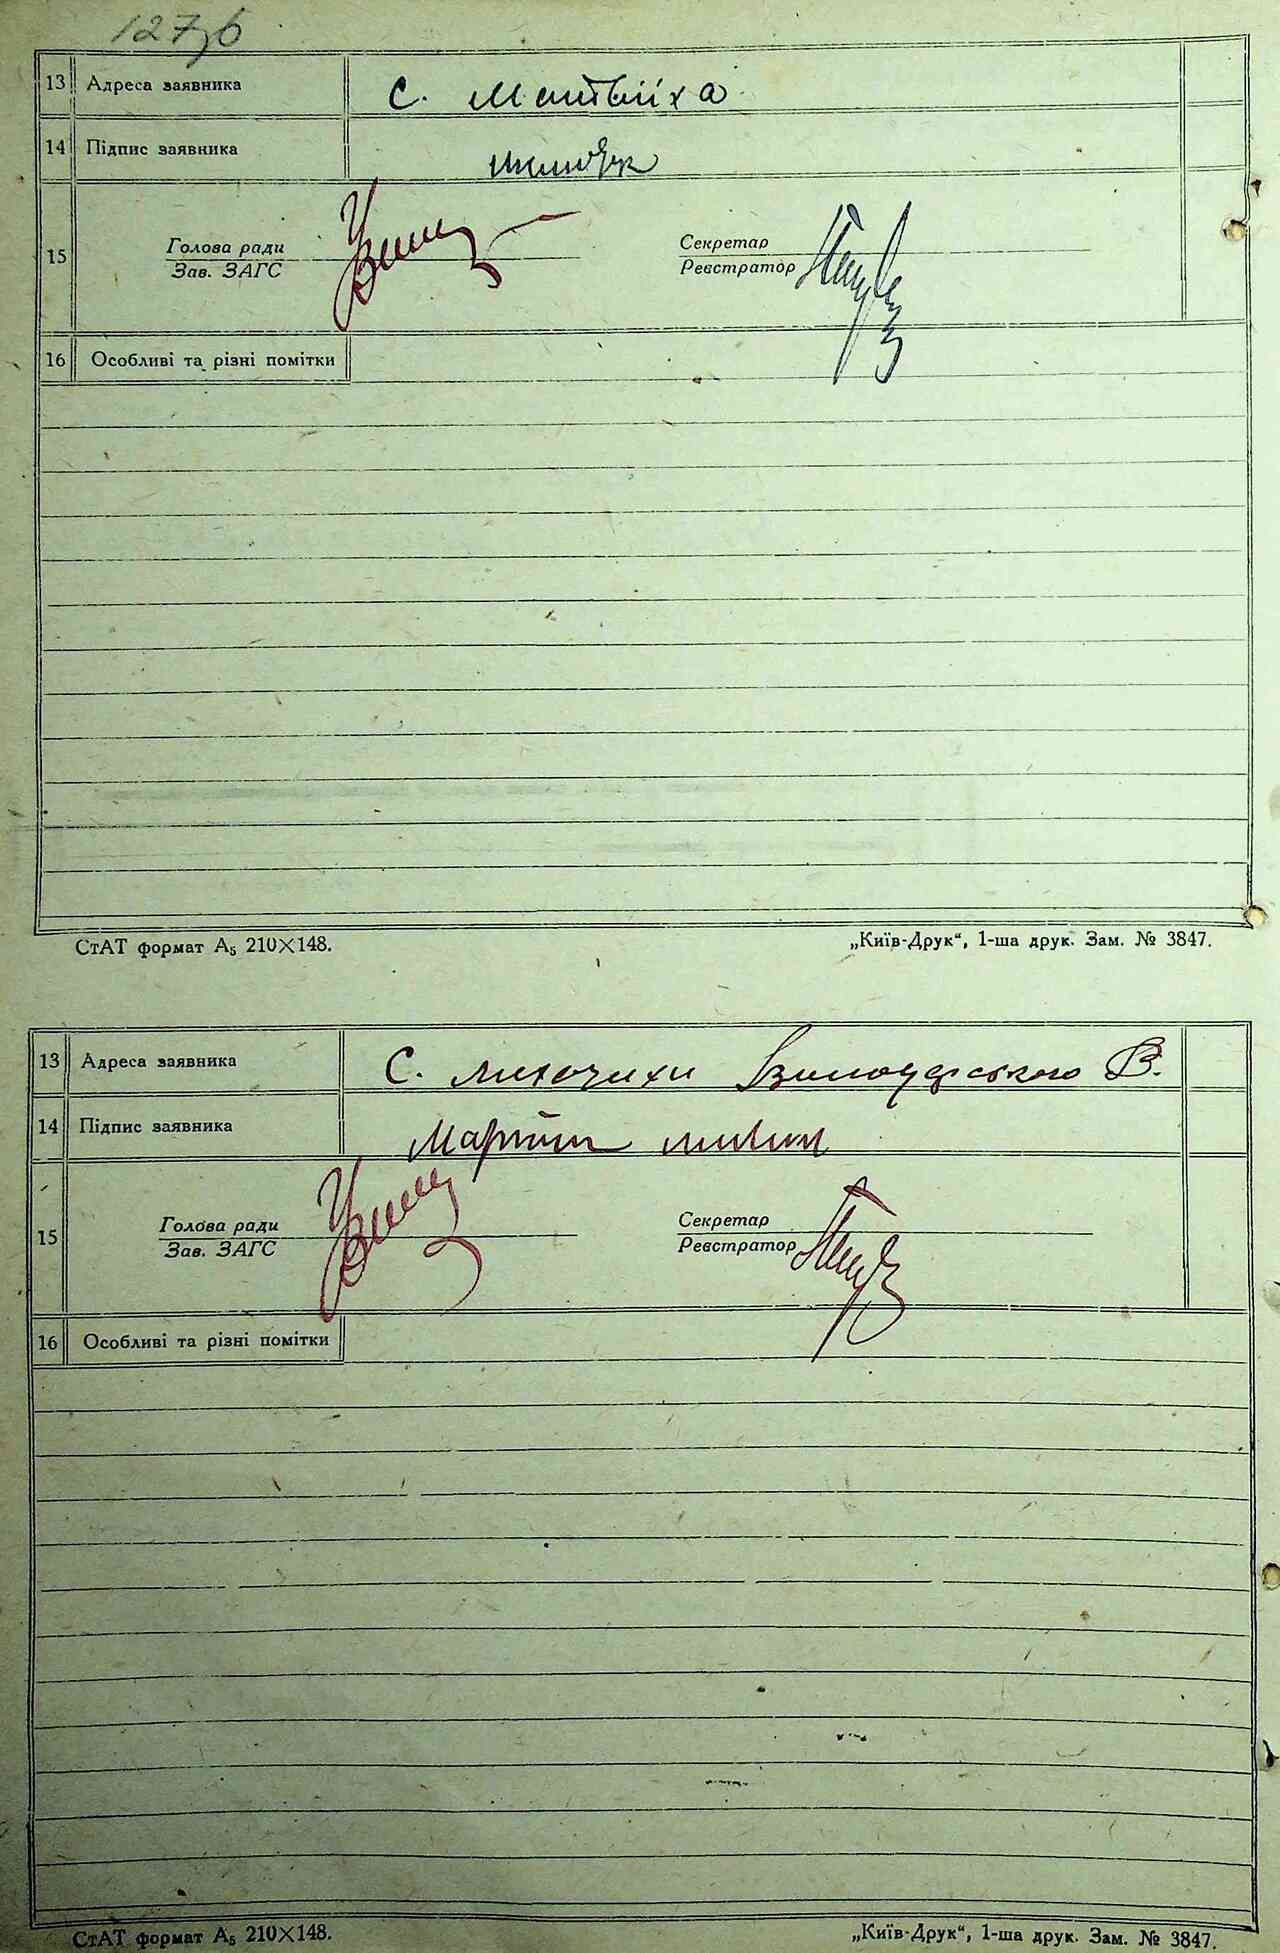 127зв
13 Адреса заявника с. Матвіїха
14 Підпис заявника
15 Голова ради
Зав. ЗАГС
Секретар
Реєстратор
16 Особливі та різні помітки
СтАТ формат А₅ 210×148.
„Київ-Друк“, 1-ша друк. Зам. № 3847.
13 Адреса заявника С. Володарського В.
14 Підпис заявника
15 Голова ради
Зав. ЗАГС
Секретар
Реєстратор
16 Особливі та різні помітки
СтАТ формат А₅ 210×148.
„Київ-Друк“, 1-ша друк. Зам. № 3847.